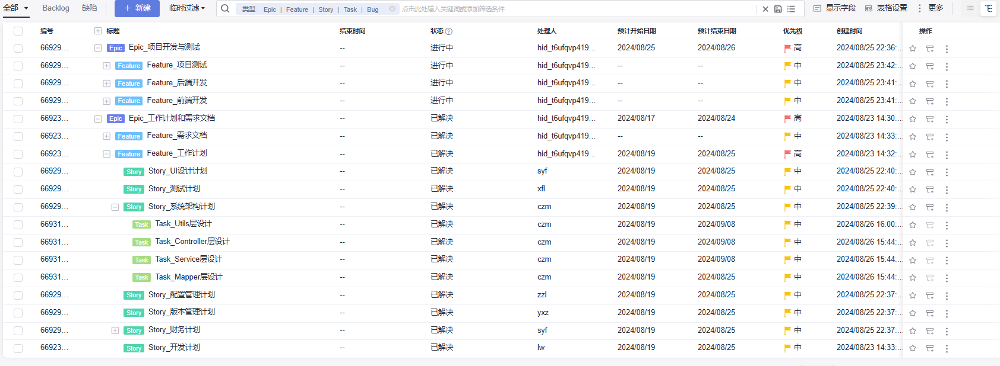 全部 Backlog 缺陷 + 新建 临时过滤 类型: Epic | Feature | Story | Task | Bug 点击此处输入关键词或添加筛选条件 显示字段 表格设置 更多
编号 标题 结束时间 状态 处理人 预计开始日期 预计结束日期 优先级 创建时间 操作
66929... Epic Epic_项目开发与测试 -- 进行中 hid_t6ufqvp419... 2024/08/25 2024/08/26 高 2024/08/25 22:36:...
66929... Feature Feature_项目测试 -- 进行中 hid_t6ufqvp419... -- -- 中 2024/08/25 23:42:...
66929... Feature Feature_后端开发 -- 进行中 hid_t6ufqvp419... -- -- 中 2024/08/25 23:41:...
66929... Feature Feature_前端开发 -- 进行中 hid_t6ufqvp419... -- -- 中 2024/08/25 23:41:...
66923... Epic Epic_工作计划和需求文档 -- 已解决 hid_t6ufqvp419... 2024/08/17 2024/08/24 高 2024/08/23 14:30:...
66923... Feature Feature_需求文档 -- 已解决 hid_t6ufqvp419... -- -- 中 2024/08/23 14:33:...
66923... Feature Feature_工作计划 -- 已解决 hid_t6ufqvp419... 2024/08/19 2024/08/25 高 2024/08/23 14:32:...
66929... Story Story_UI设计计划 -- 已解决 syf 2024/08/19 2024/08/25 中 2024/08/25 22:40:...
66929... Story Story_测试计划 -- 已解决 xfl 2024/08/19 2024/08/25 中 2024/08/25 22:40:...
66929... Story Story_系统架构计划 -- 已解决 czm 2024/08/19 2024/08/25 中 2024/08/25 22:39:...
66931... Task Task_Utils层设计 -- 已解决 czm 2024/08/19 2024/09/08 中 2024/08/26 16:00:...
66931... Task Task_Controller层设计 -- 已解决 czm 2024/08/19 2024/09/08 中 2024/08/26 15:44:...
66931... Task Task_Service层设计 -- 已解决 czm 2024/08/19 2024/09/08 中 2024/08/26 15:44:...
66931... Task Task_Mapper层设计 -- 已解决 czm 2024/08/19 2024/08/25 中 2024/08/26 15:44:...
66929... Story Story_配置管理计划 -- 已解决 zzl 2024/08/19 2024/08/25 中 2024/08/25 22:37:...
66929... Story Story_版本管理计划 -- 已解决 yxz 2024/08/19 2024/08/25 中 2024/08/25 22:37:...
66929... Story Story_财务计划 -- 已解决 syf 2024/08/19 2024/08/25 中 2024/08/25 22:37:...
66923... Story Story_开发计划 -- 已解决 lw 2024/08/19 2024/08/25 中 2024/08/23 14:33:...